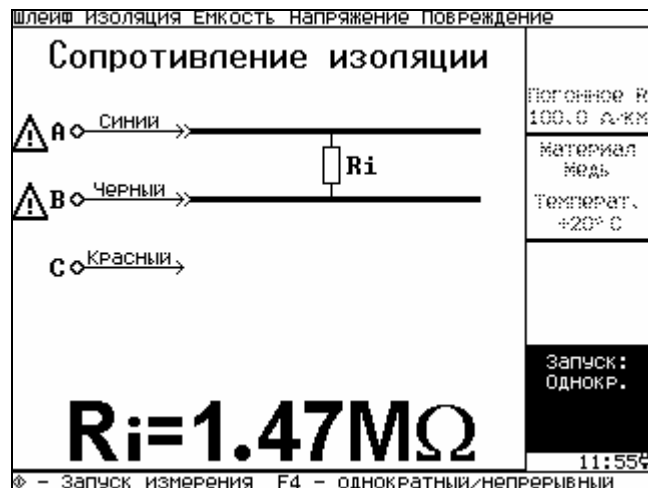 Шлейф Изоляция Емкость Напряжение Повреждение
Сопротивление изоляции
Погонное R
100.0 Ω/км
Материал
Медь
Температ.
+20° C
A Синий
Ri
B Черный
C Красный
Запуск:
Однокр.
Ri=1.47MΩ
11:55
- Запуск измерения F4 - однократный/непрерывный